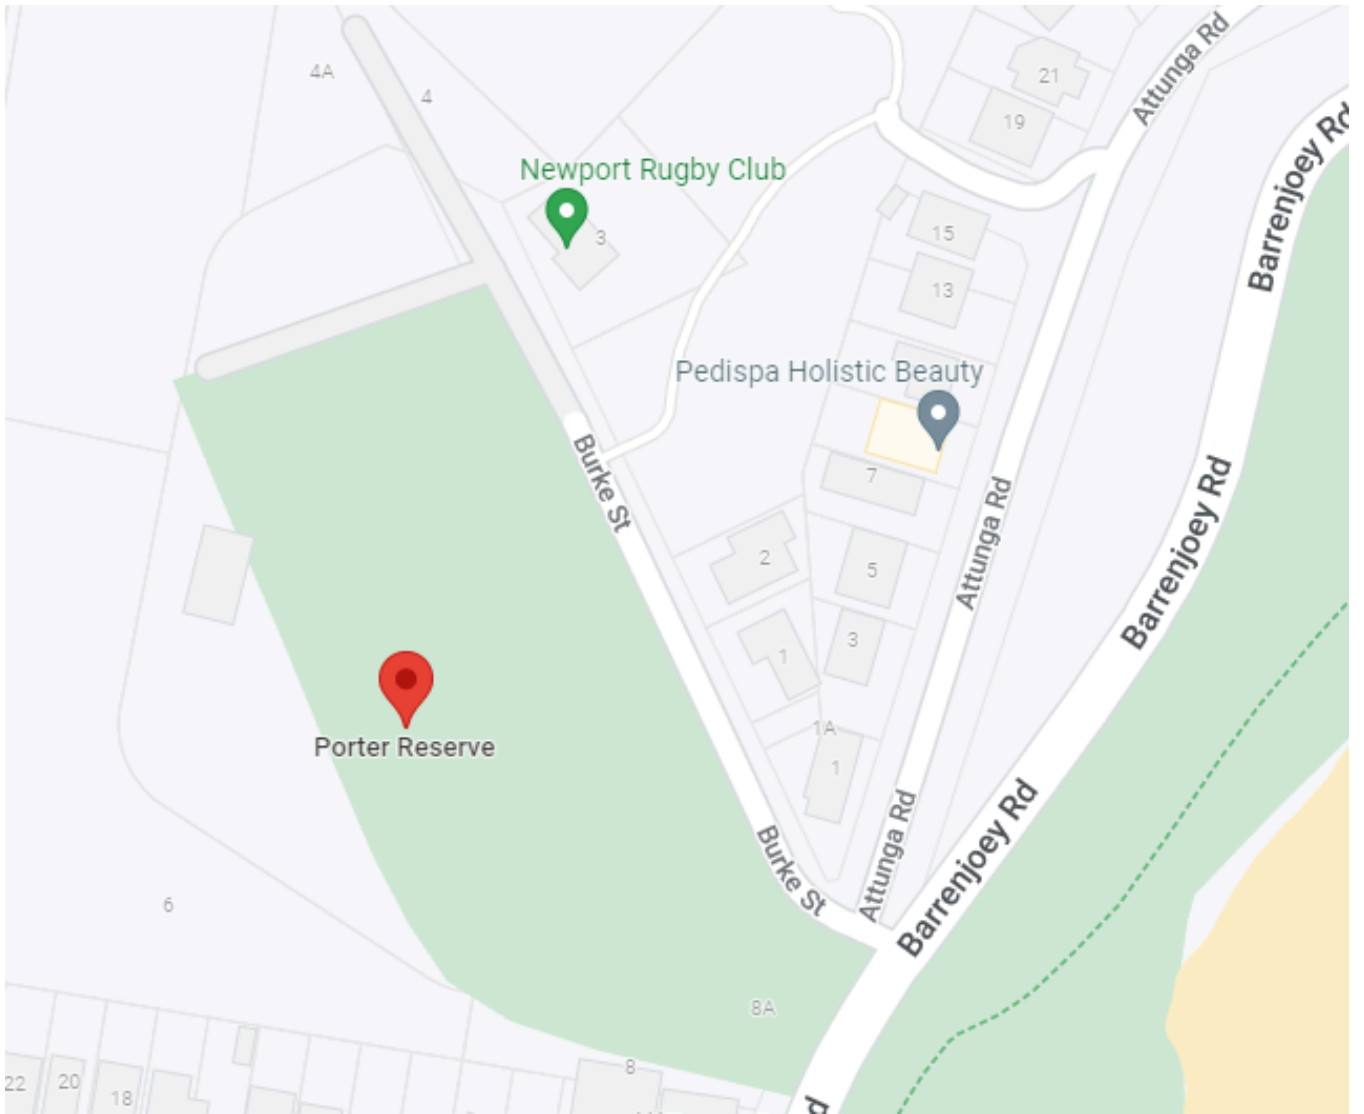 Attunga Rd
4A
21
4
Barrenjoey Rd
19
Newport Rugby Club
3
15
13
Pedispa Holistic Beauty
Burke St
7
Attunga Rd
Barrenjoey Rd
2
5
3
1
1A
Porter Reserve
1
Barrenjoey Rd
Attunga Rd
Burke St
6
8A
8
22
20
18